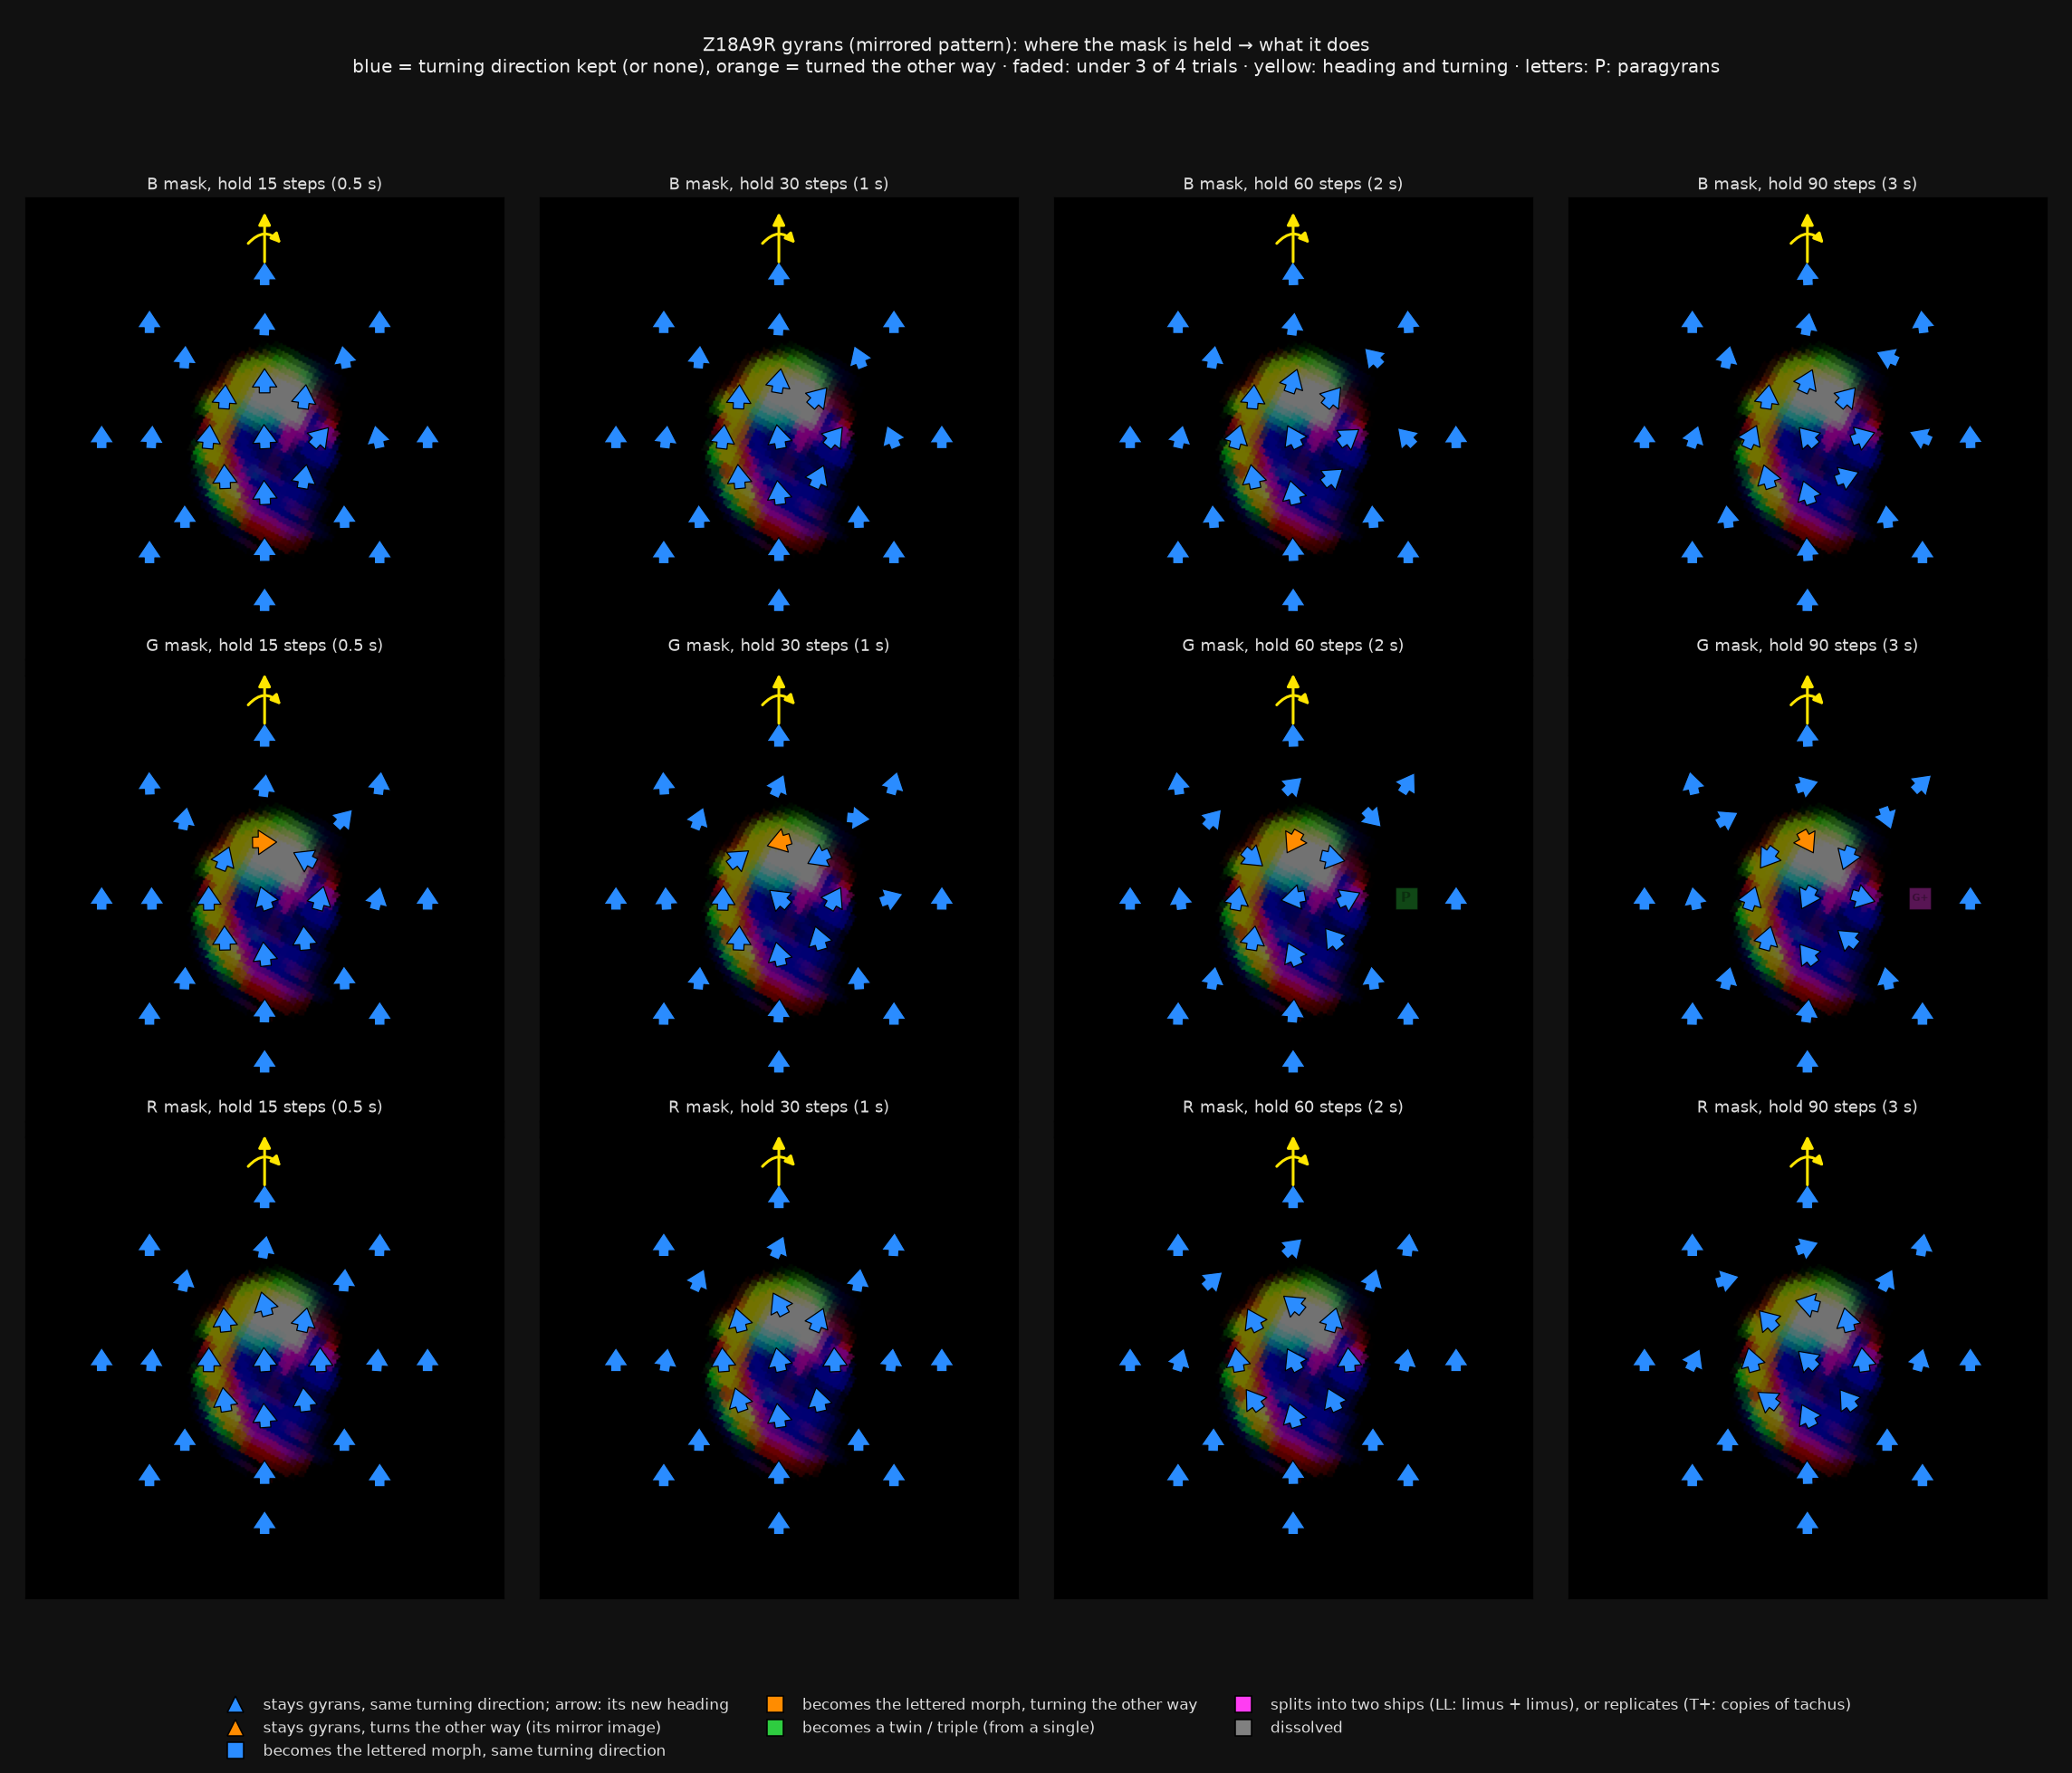 Z18A9R gyrans (mirrored pattern): where the mask is held → what it does
blue = turning direction kept (or none), orange = turned the other way · faded: under 3 of 4 trials · yellow: heading and turning · letters: P: paragyrans
B mask, hold 15 steps (0.5 s)
B mask, hold 30 steps (1 s)
B mask, hold 60 steps (2 s)
B mask, hold 90 steps (3 s)
G mask, hold 15 steps (0.5 s)
G mask, hold 30 steps (1 s)
G mask, hold 60 steps (2 s)
G mask, hold 90 steps (3 s)
P
G+
R mask, hold 15 steps (0.5 s)
R mask, hold 30 steps (1 s)
R mask, hold 60 steps (2 s)
R mask, hold 90 steps (3 s)
stays gyrans, same turning direction; arrow: its new heading
stays gyrans, turns the other way (its mirror image)
becomes the lettered morph, same turning direction
becomes the lettered morph, turning the other way
becomes a twin / triple (from a single)
splits into two ships (LL: limus + limus), or replicates (T+: copies of tachus)
dissolved